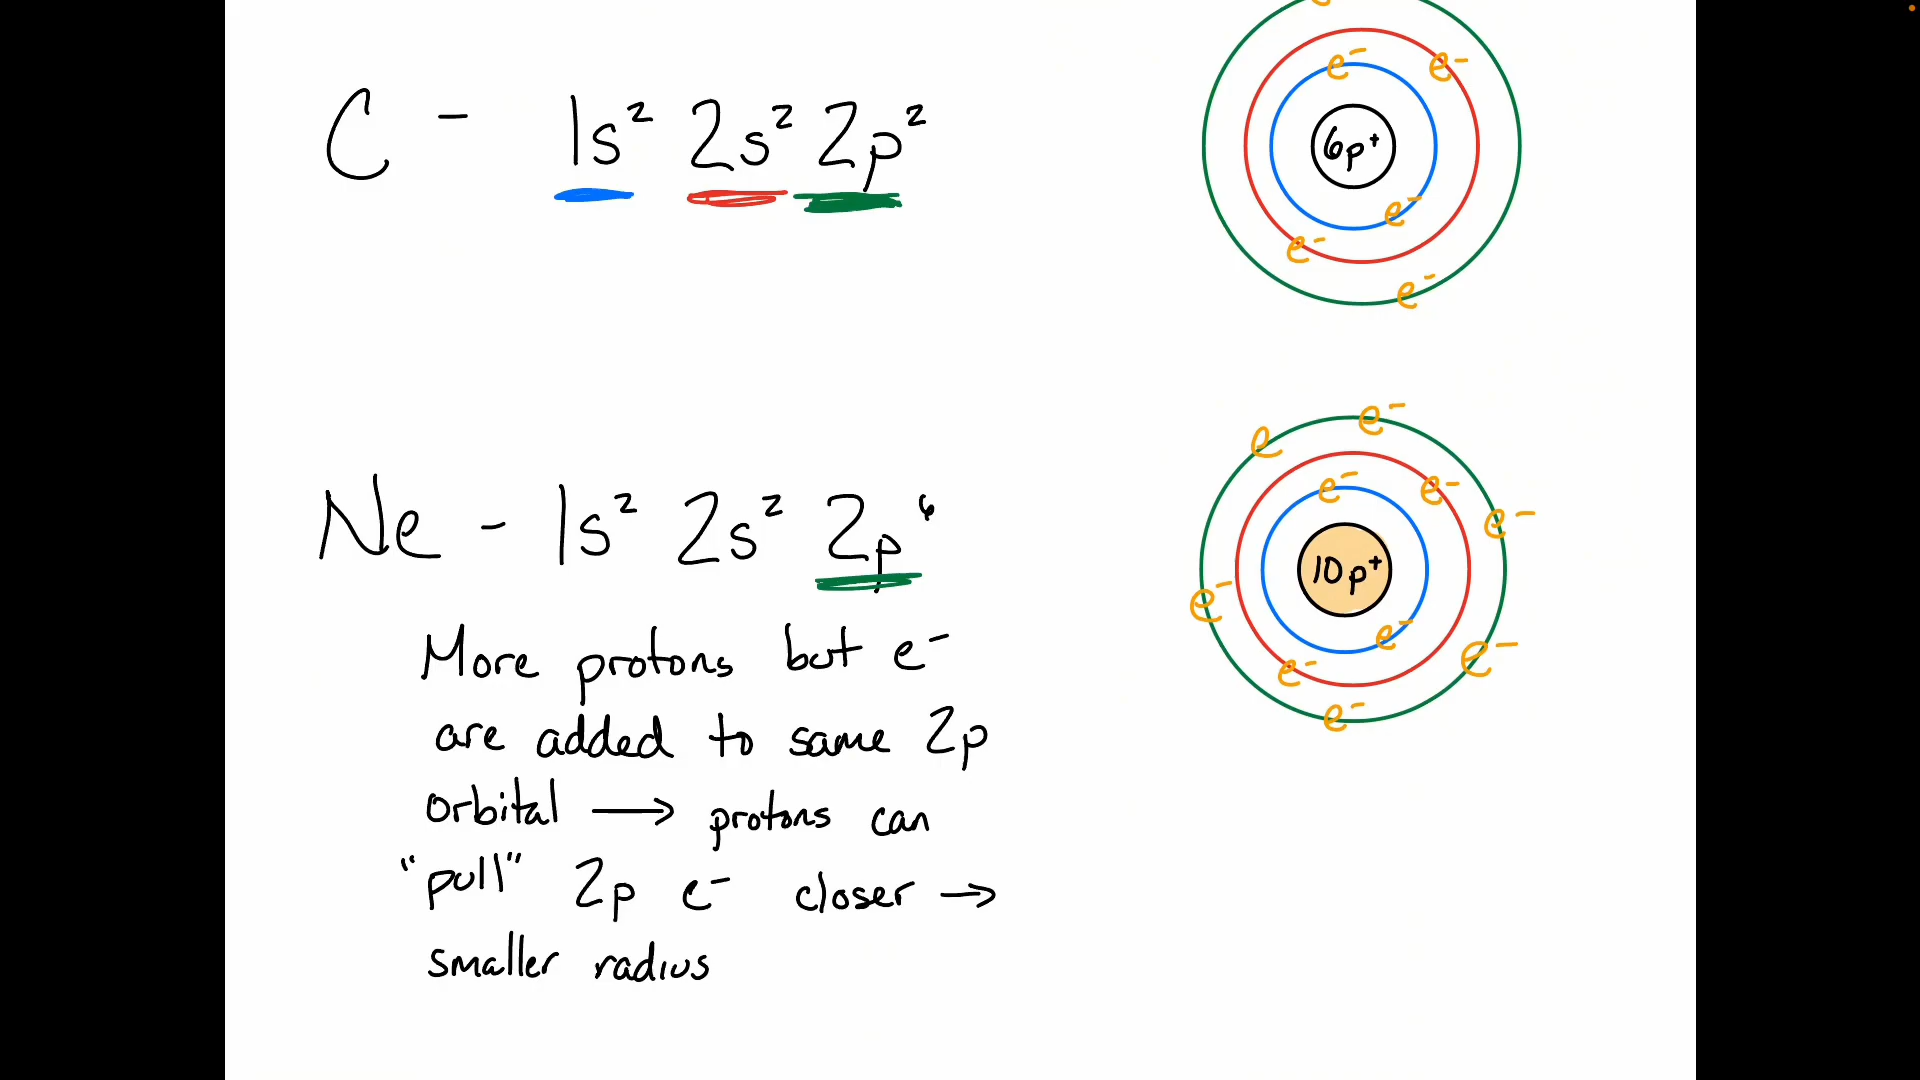 C - 1s² 2s² 2p²
e⁻ e⁻
6p⁺
e⁻
e⁻
e⁻
Ne - 1s² 2s² 2p⁶
e⁻
e
e⁻ e⁻
e⁻
10p⁺
e⁻
e⁻
e⁻
e⁻
e⁻
More protons but e⁻
are added to same 2p
orbital → protons can
"pull" 2p e⁻ closer →
smaller radius